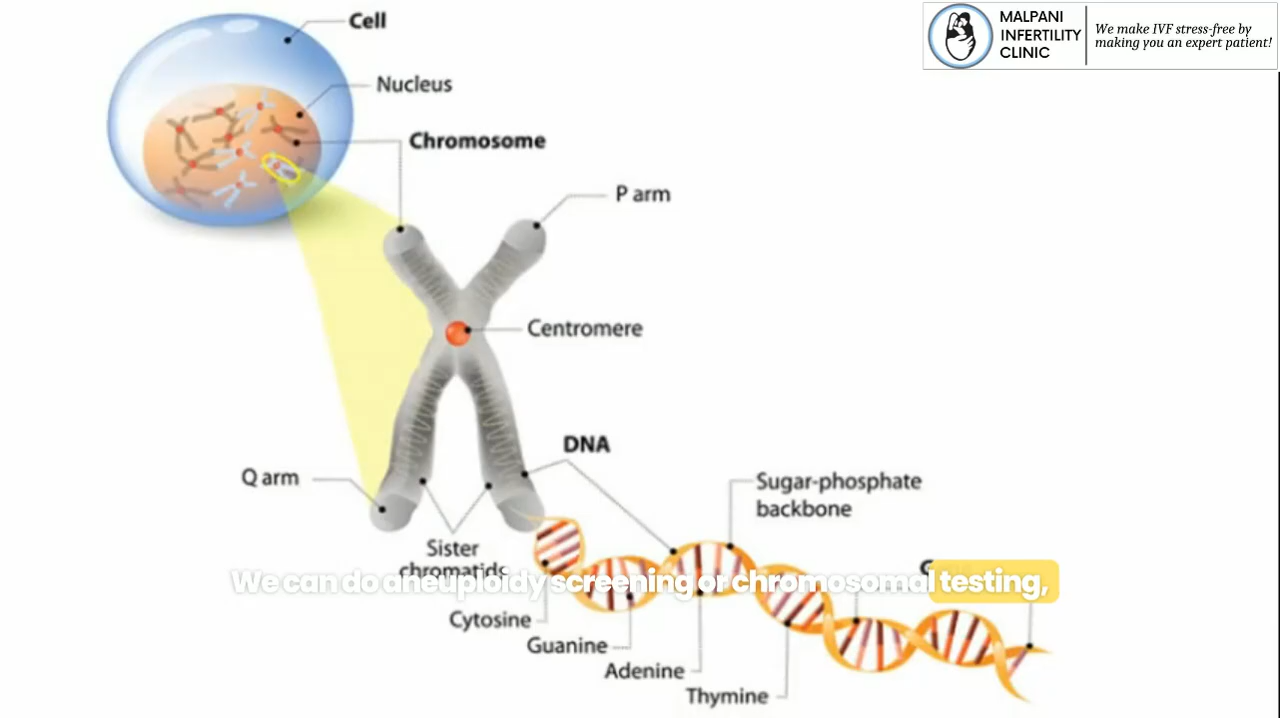 Cell
MALPANI
INFERTILITY
CLINIC
We make IVF stress-free by
making you an expert patient!
Nucleus
Chromosome
P arm
Centromere
DNA
Q arm
Sugar-phosphate
backbone
Sister
chromatids
We can do aneuploidy screening or chromosomal testing,
Cytosine
Guanine
Adenine
Thymine